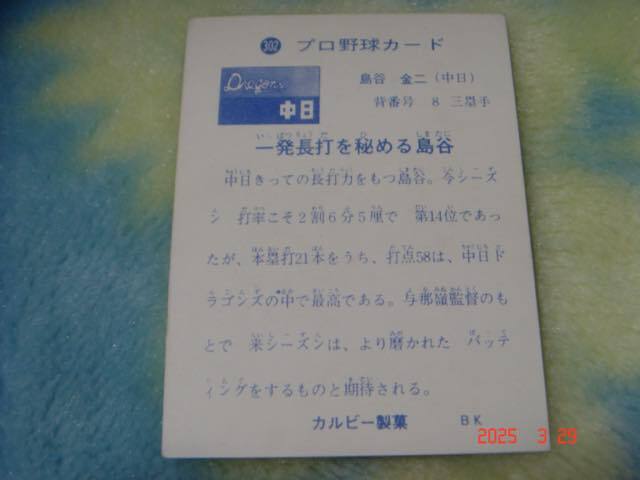 302 プロ野球カード
Dragons
中日
島谷 金二(中日)
背番号 8 三塁手
一発長打を秘める島谷
中日きっての長打力をもつ島谷。今シーズ
ン 打率こそ2割6分5厘で 第14位であっ
たが、本塁打21本をうち、打点58は、中日ド
ラゴンズの中で最高である。与那嶺監督のも
とで 来シーズンは、より磨かれた バッテ
ィングをするものと期待される。
カルビー製菓 BK
2025 3 29